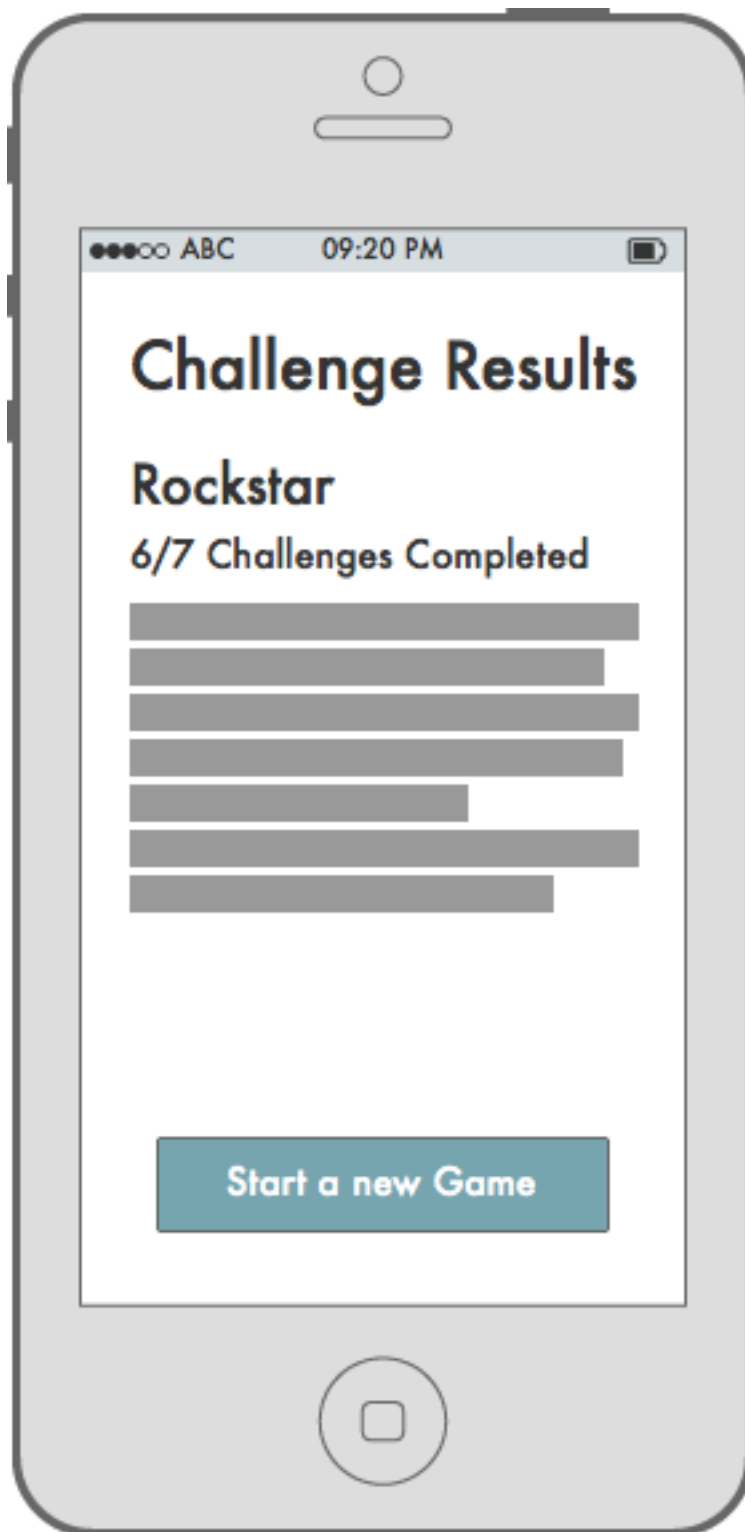 ABC 09:20 PM
Challenge Results
Rockstar
6/7 Challenges Completed
Start a new Game